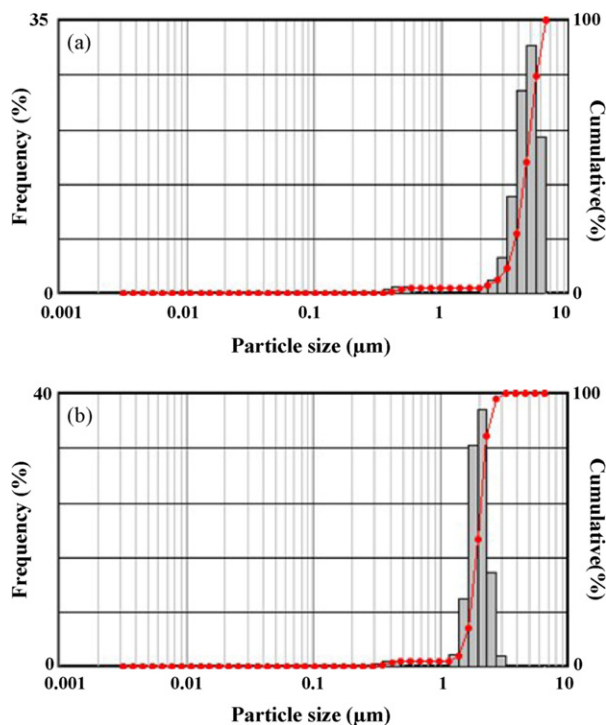 35
(a)
100
Frequency (%)
Cumulative(%)
0
0
0.001
0.01
0.1
1
10
Particle size (µm)
40
(b)
100
Frequency (%)
Cumulative(%)
0
0
0.001
0.01
0.1
1
10
Particle size (µm)